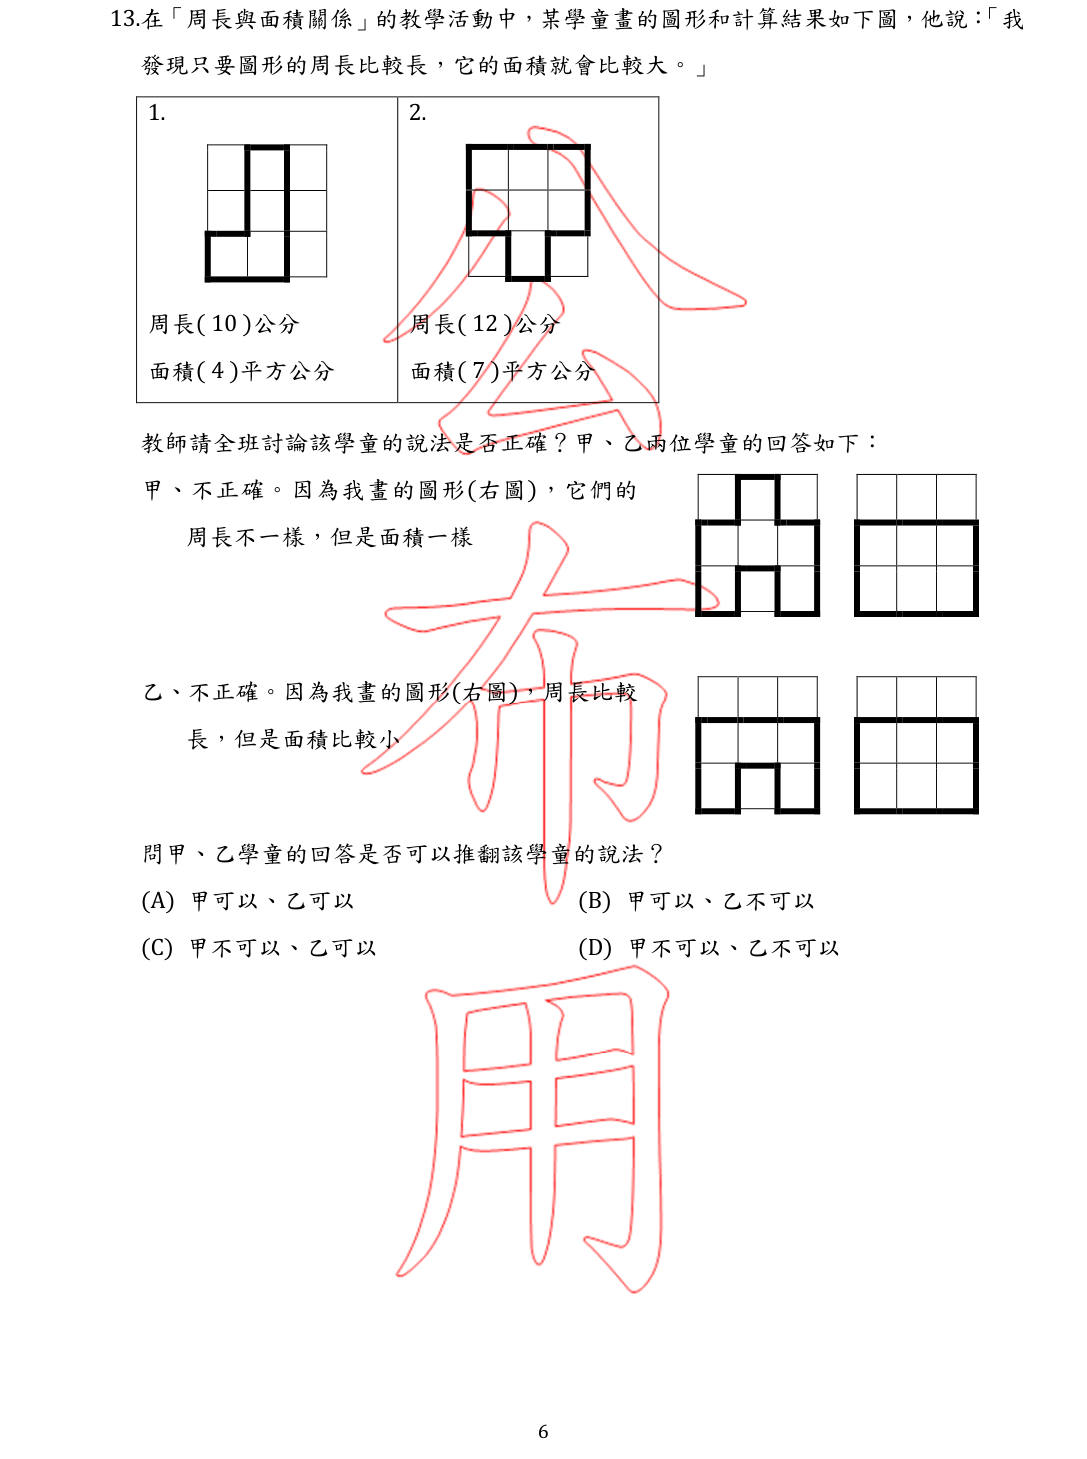 13.在「周長與面積關係」的教學活動中，某學童畫的圖形和計算結果如下圖，他說：「我
發現只要圖形的周長比較長，它的面積就會比較大。」
1.
2.
周長( 10 )公分
面積( 4 )平方公分
周長( 12 )公分
面積( 7 )平方公分
教師請全班討論該學童的說法是否正確？甲、乙兩位學童的回答如下：
甲、不正確。因為我畫的圖形(右圖)，它們的
周長不一樣，但是面積一樣
乙、不正確。因為我畫的圖形(右圖)，周長比較
長，但是面積比較小
問甲、乙學童的回答是否可以推翻該學童的說法？
(A) 甲可以、乙可以
(B) 甲可以、乙不可以
(C) 甲不可以、乙可以
(D) 甲不可以、乙不可以
公布用
6